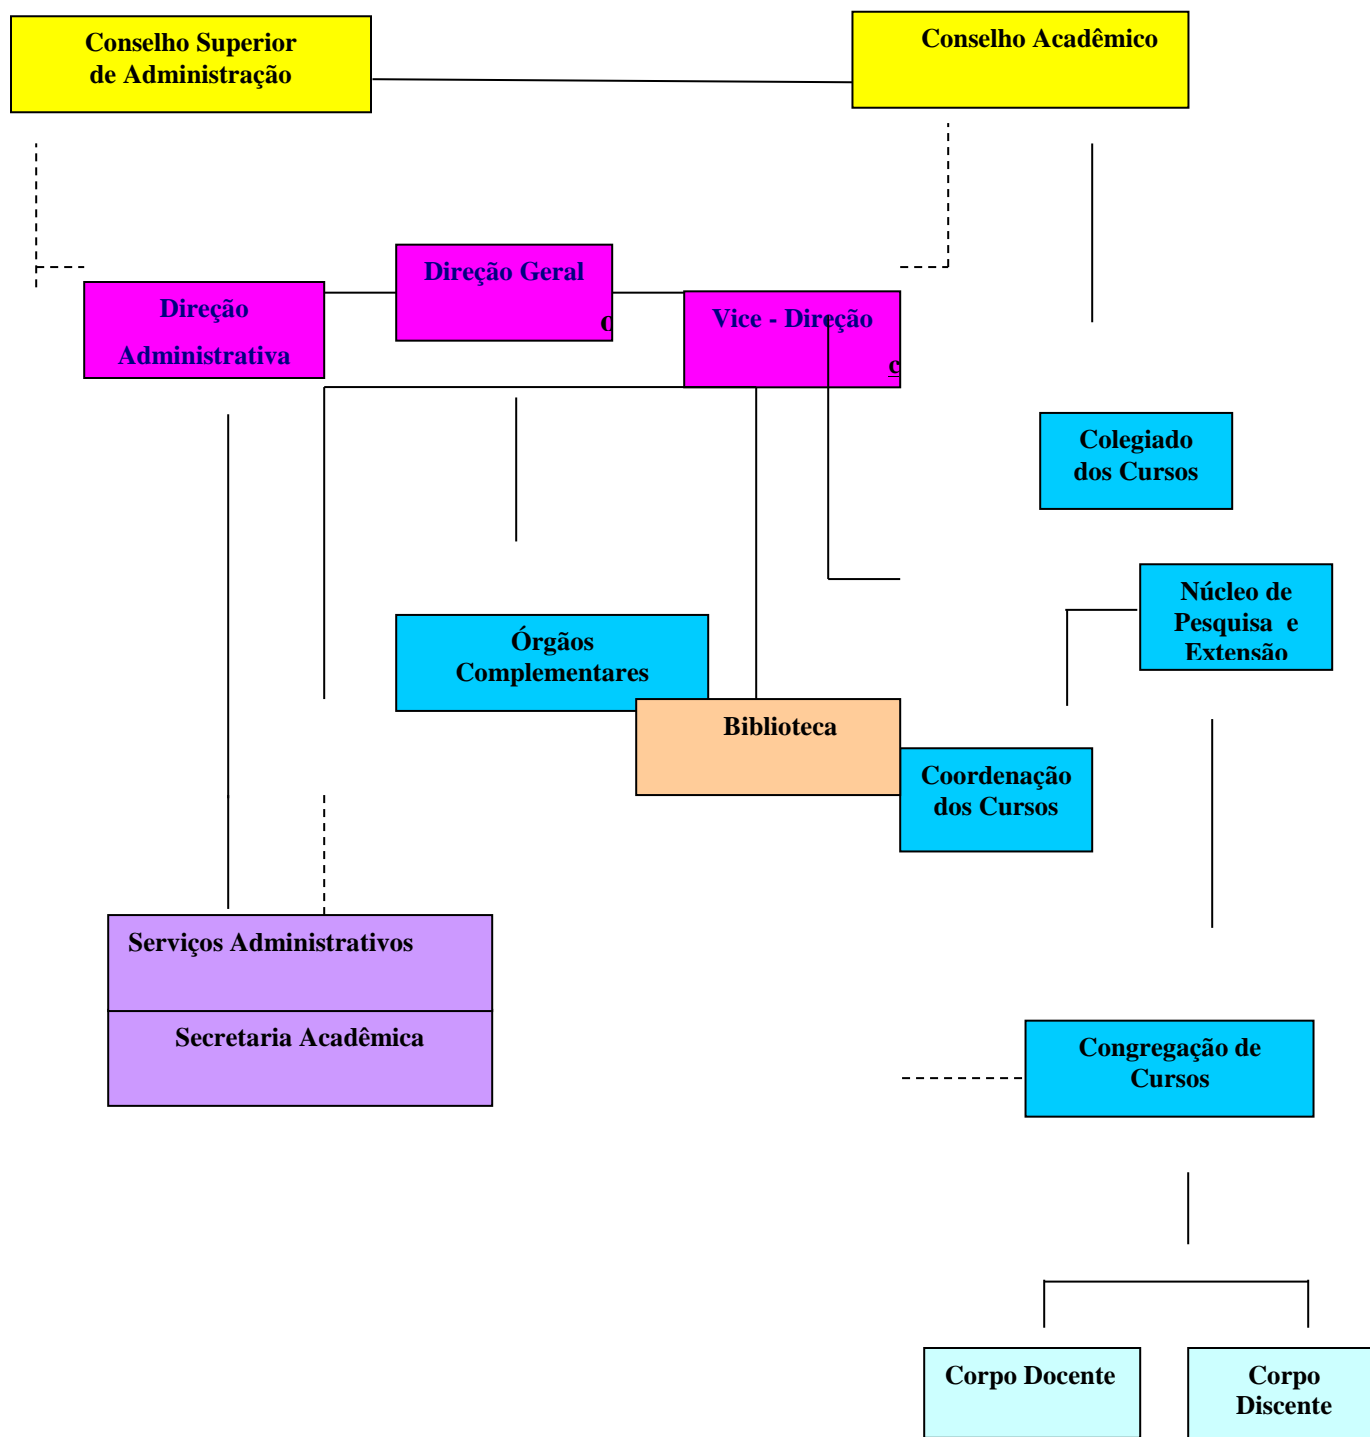 Conselho Superior
de Administração
Conselho Acadêmico
Direção Geral
Direção
Administrativa
Vice - Direção
c
Colegiado
dos Cursos
Núcleo de
Pesquisa e
Extensão
Órgãos
Complementares
Biblioteca
Coordenação
dos Cursos
Serviços Administrativos
Secretaria Acadêmica
Congregação de
Cursos
Corpo Docente
Corpo
Discente